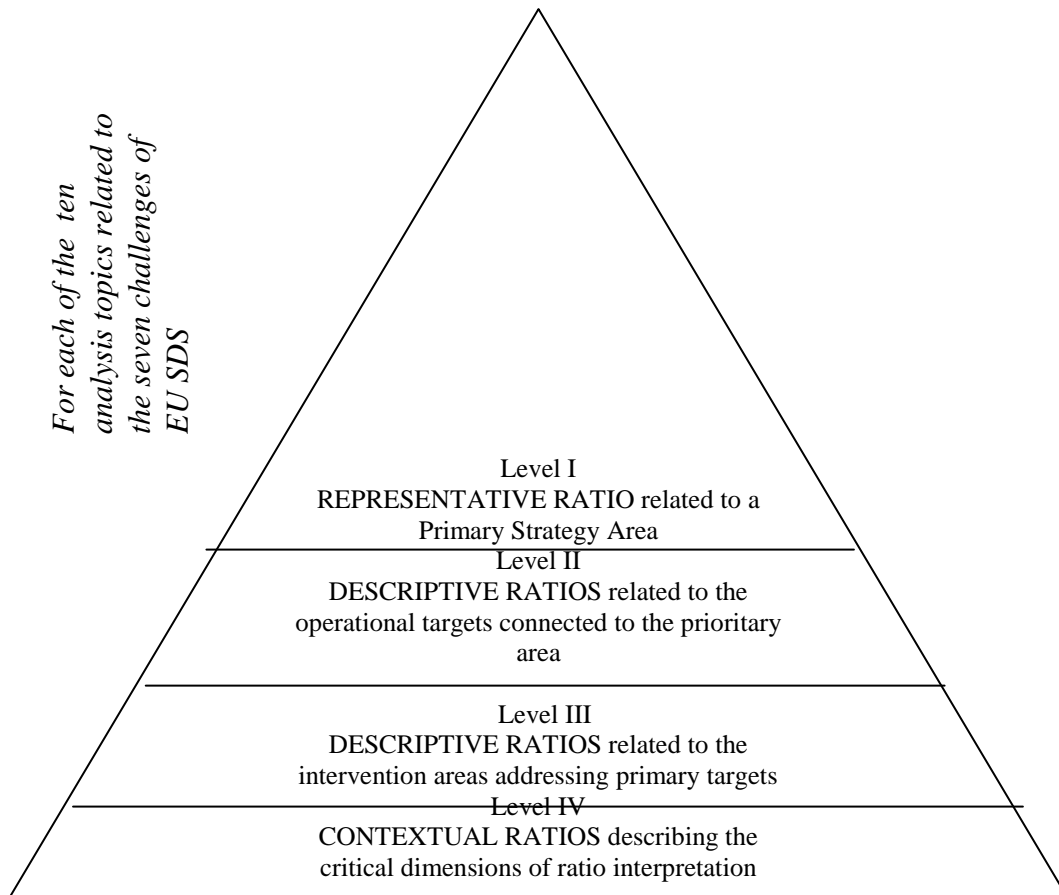 For each of the ten
analysis topics related to
the seven challenges of
EU SDS
Level I
REPRESENTATIVE RATIO related to a
Primary Strategy Area
Level II
DESCRIPTIVE RATIOS related to the
operational targets connected to the prioritary
area
Level III
DESCRIPTIVE RATIOS related to the
intervention areas addressing primary targets
Level IV
CONTEXTUAL RATIOS describing the
critical dimensions of ratio interpretation